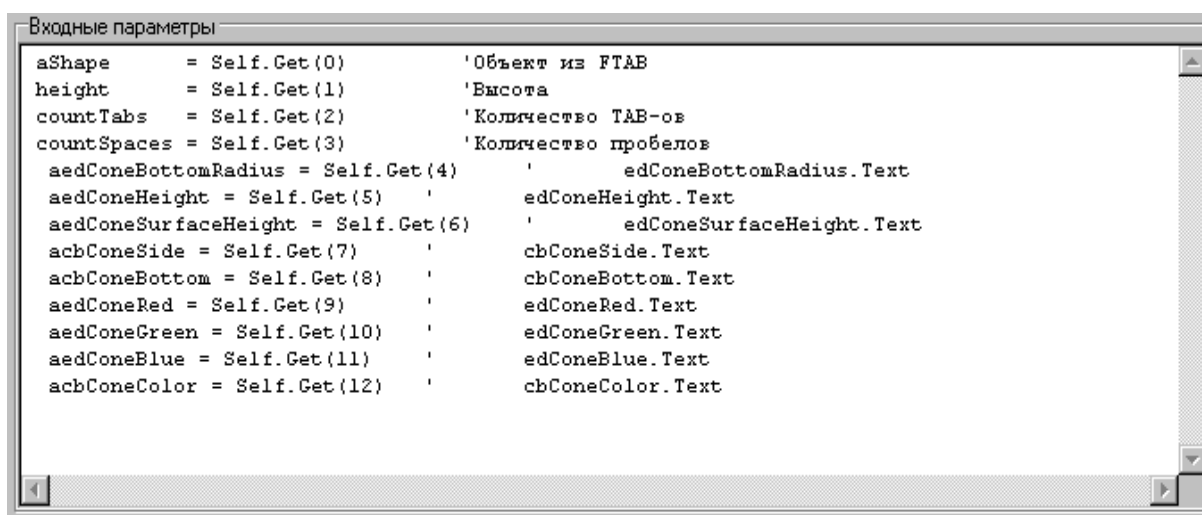 Входные параметры
aShape       = Self.Get(0)          'Объект из FTAB
height       = Self.Get(1)          'Высота
countTabs    = Self.Get(2)          'Количество TAB-ов
countSpaces = Self.Get(3)          'Количество пробелов
aedConeBottomRadius = Self.Get(4)      '        edConeBottomRadius.Text
aedConeHeight = Self.Get(5)    '        edConeHeight.Text
aedConeSurfaceHeight = Self.Get(6)      '        edConeSurfaceHeight.Text
acbConeSide = Self.Get(7)      '        cbConeSide.Text
acbConeBottom = Self.Get(8)    '        cbConeBottom.Text
aedConeRed = Self.Get(9)       '        edConeRed.Text
aedConeGreen = Self.Get(10)    '        edConeGreen.Text
aedConeBlue = Self.Get(11)     '        edConeBlue.Text
acbConeColor = Self.Get(12)    '        cbConeColor.Text